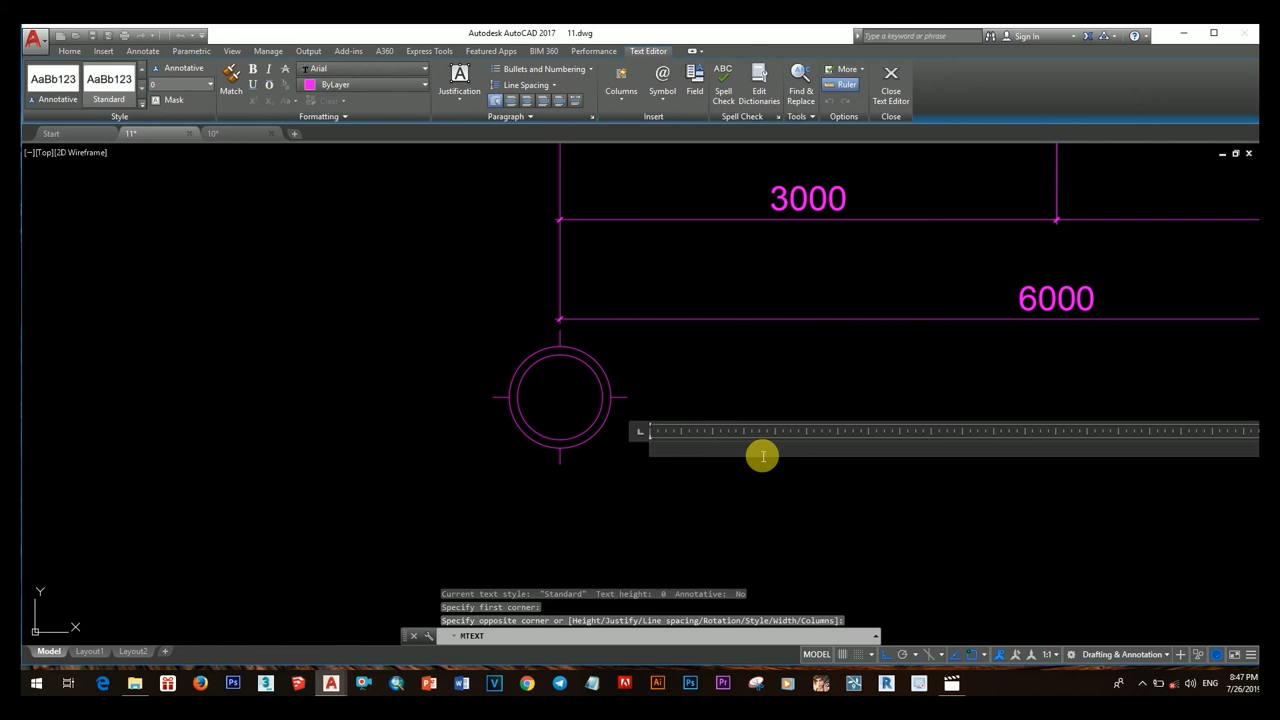 Autodesk AutoCAD 2017 11.dwg
Type a keyword or phrase
Sign In
Home Insert Annotate Parametric View Manage Output Add-ins A360 Express Tools Featured Apps BIM 360 Performance Text Editor
AaBb123 AaBb123
Annotative Standard
Annotative
0
Mask
Style
Match
B I A
Arial
U O
ByLayer
Class
Formatting
Justification
Bullets and Numbering
Line Spacing
Paragraph
Columns Symbol Field
Insert
ABC
Spell Check
Edit Dictionaries
Spell Check
Find & Replace
Tools
More
Ruler
Options
Close Text Editor
Close
Start 11* 10*
[−][Top][2D Wireframe]
3000
6000
Y
X
Current text style: "Standard" Text height: 0 Annotative: No
Specify first corner:
Specify opposite corner or [Height/Justify/Line spacing/Rotation/Style/Width/Columns]:
MTEXT
Model Layout1 Layout2
MODEL
1:1
Drafting & Annotation
ENG
8:47 PM